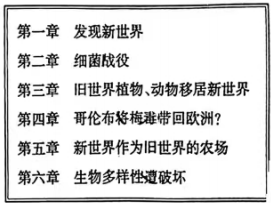 第一章 发现新世界
第二章 细菌战役
第三章 旧世界植物、动物移居新世界
第四章 哥伦布将梅毒带回欧洲?
第五章 新世界作为旧世界的农场
第六章 生物多样性遭破坏